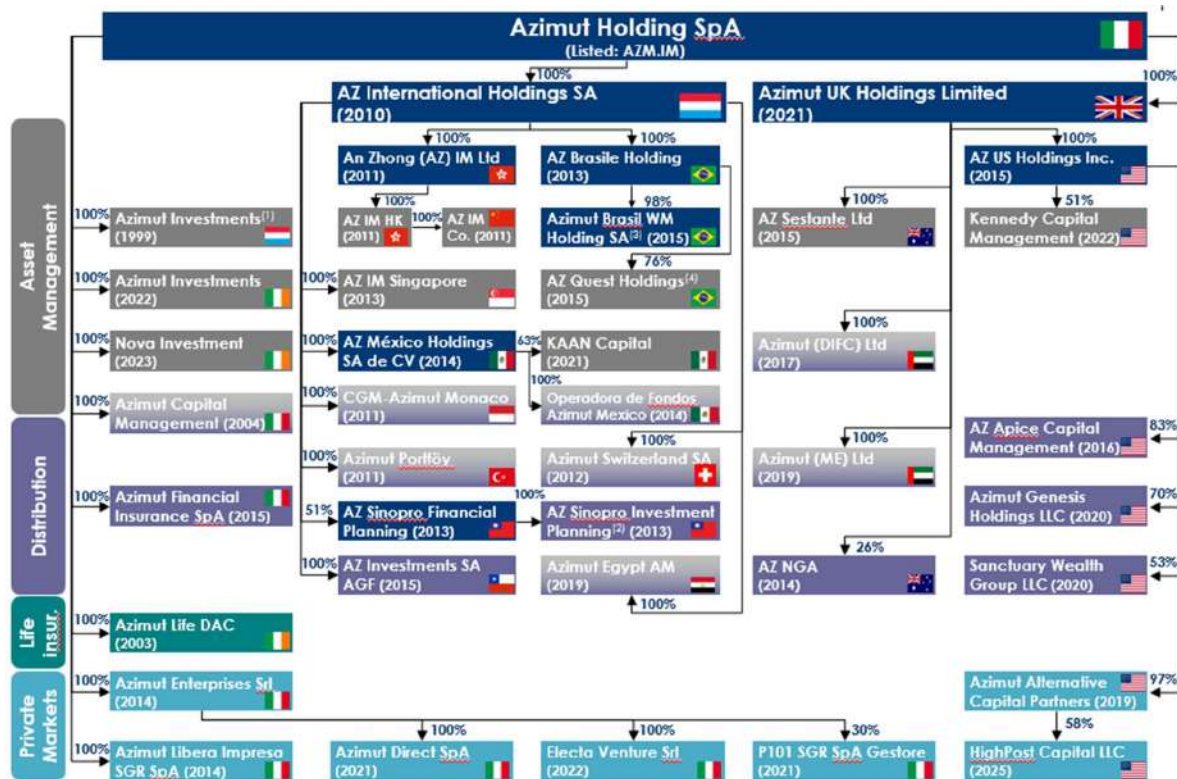 Azimut Holding SpA
(Listed: AZM.IM)
100%
100%
AZ International Holdings SA
(2010)
Azimut UK Holdings Limited
(2021)
100%
100%
100%
An Zhong (AZ) IM Ltd
(2011)
AZ Brasile Holding
(2013)
AZ US Holdings Inc.
(2015)
Asset
Management
100%
98%
100%
51%
100%
Azimut Investments[1]
(1999)
AZ IM HK
(2011)
100%
AZ IM
Co. (2011)
Azimut Brasil WM
Holding SA[3] (2015)
AZ Sestante Ltd
(2015)
Kennedy Capital
Management (2022)
76%
100%
Azimut Investments
(2022)
100%
AZ IM Singapore
(2013)
AZ Quest Holdings[4]
(2015)
100%
100%
Nova Investment
(2023)
100%
AZ México Holdings
SA de CV (2014)
63%
KAAN Capital
(2021)
Azimut (DIFC) Ltd
(2017)
100%
100%
Azimut Capital
Management (2004)
100%
CGM-Azimut Monaco
(2011)
Operadora de Fondos
Azimut Mexico (2014)
Distribution
100%
100%
AZ Apice Capital
Management (2016)
83%
100%
Azimut Portföy
(2011)
Azimut Switzerland SA
(2012)
Azimut (ME) Ltd
(2019)
100%
Azimut Financial
Insurance SpA (2015)
51%
AZ Sinopro Financial
Planning (2013)
100%
AZ Sinopro Investment
Planning[2] (2013)
Azimut Genesis
Holdings LLC (2020)
70%
26%
100%
AZ Investments SA
AGF (2015)
Azimut Egypt AM
(2019)
AZ NGA
(2014)
Sanctuary Wealth
Group LLC (2020)
53%
100%
Life
insur.
100%
Azimut Life DAC
(2003)
Private
Markets
100%
Azimut Enterprises Srl
(2014)
Azimut Alternative
Capital Partners (2019)
97%
100%
100%
30%
58%
100%
Azimut Libera Impresa
SGR SpA (2014)
Azimut Direct SpA
(2021)
Electa Venture Srl
(2022)
P101 SGR SpA Gestore
(2021)
HighPost Capital LLC
(2025)